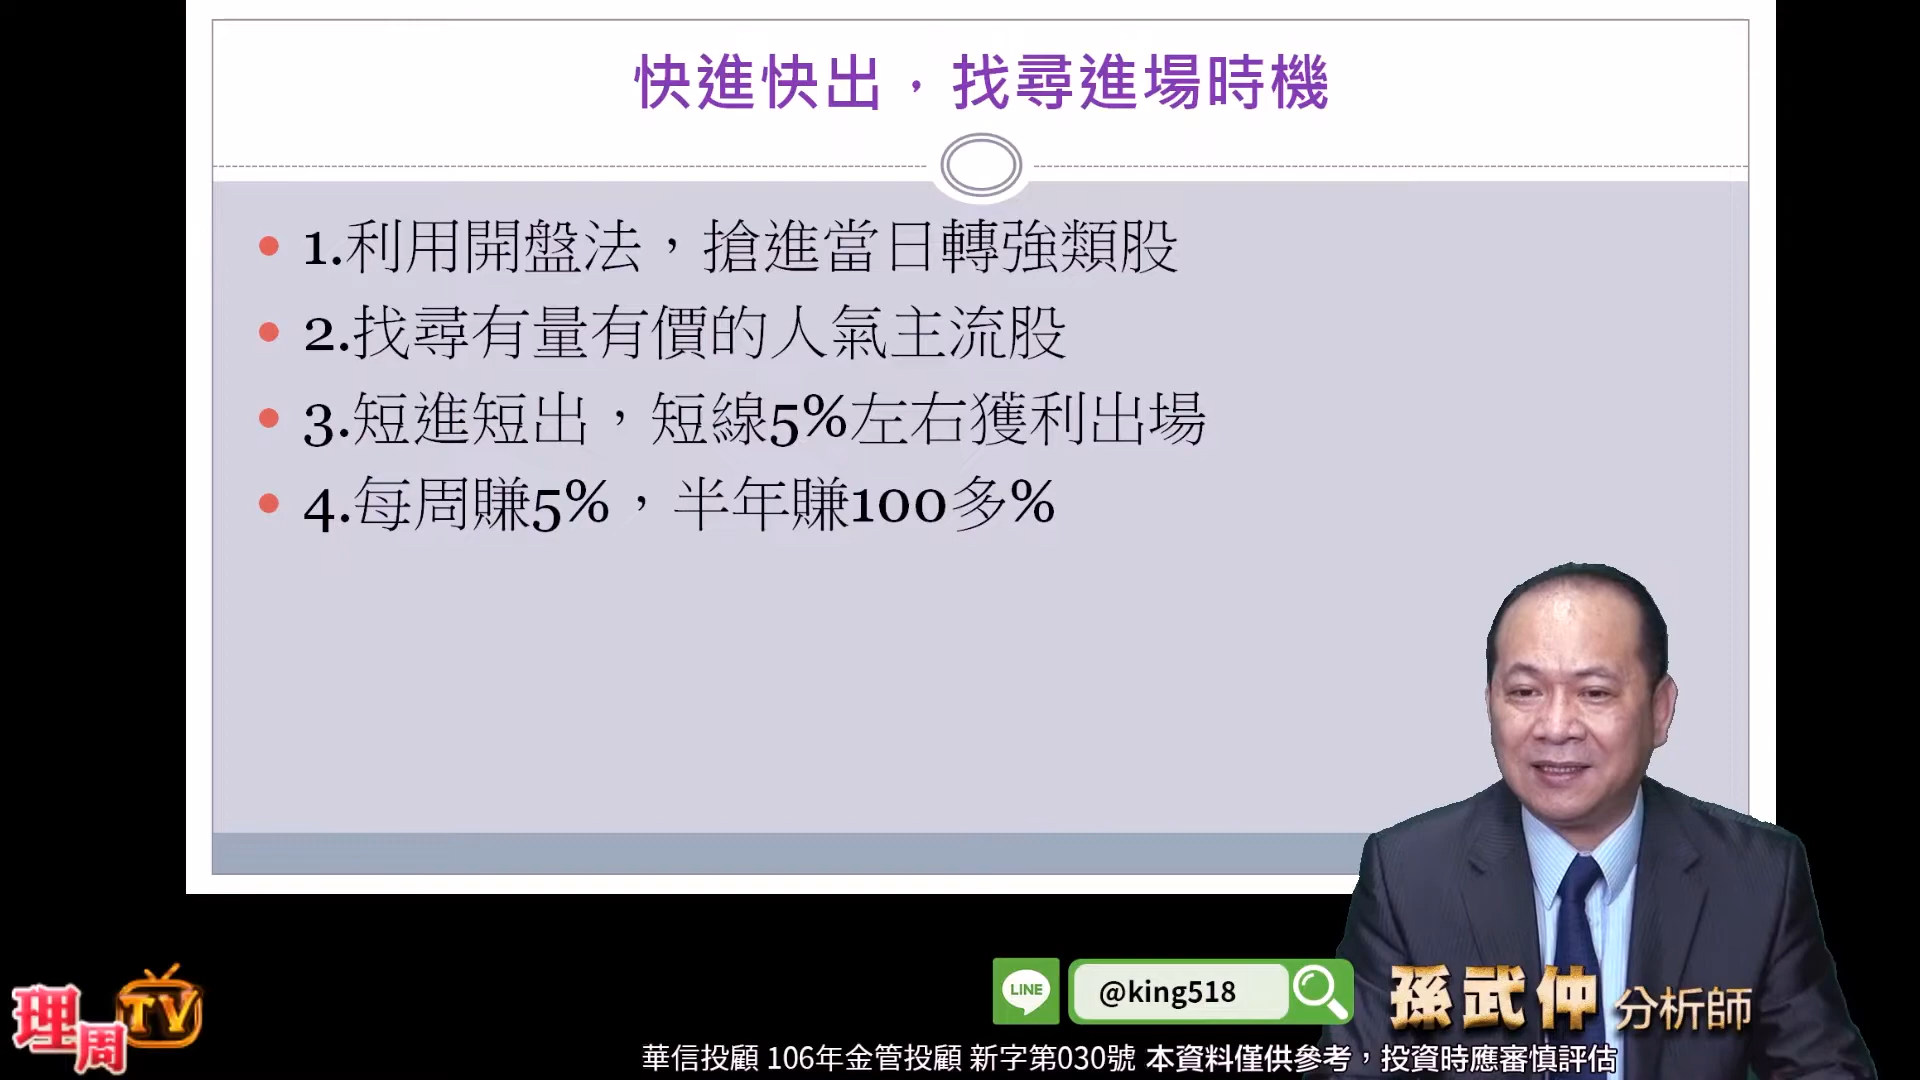 快進快出，找尋進場時機
1.利用開盤法，搶進當日轉強類股
2.找尋有量有價的人氣主流股
3.短進短出，短線5%左右獲利出場
4.每周賺5%，半年賺100多%
理周TV
LINE
@king518
孫武仲 分析師
華信投顧 106年金管投顧 新字第030號 本資料僅供參考，投資時應審慎評估